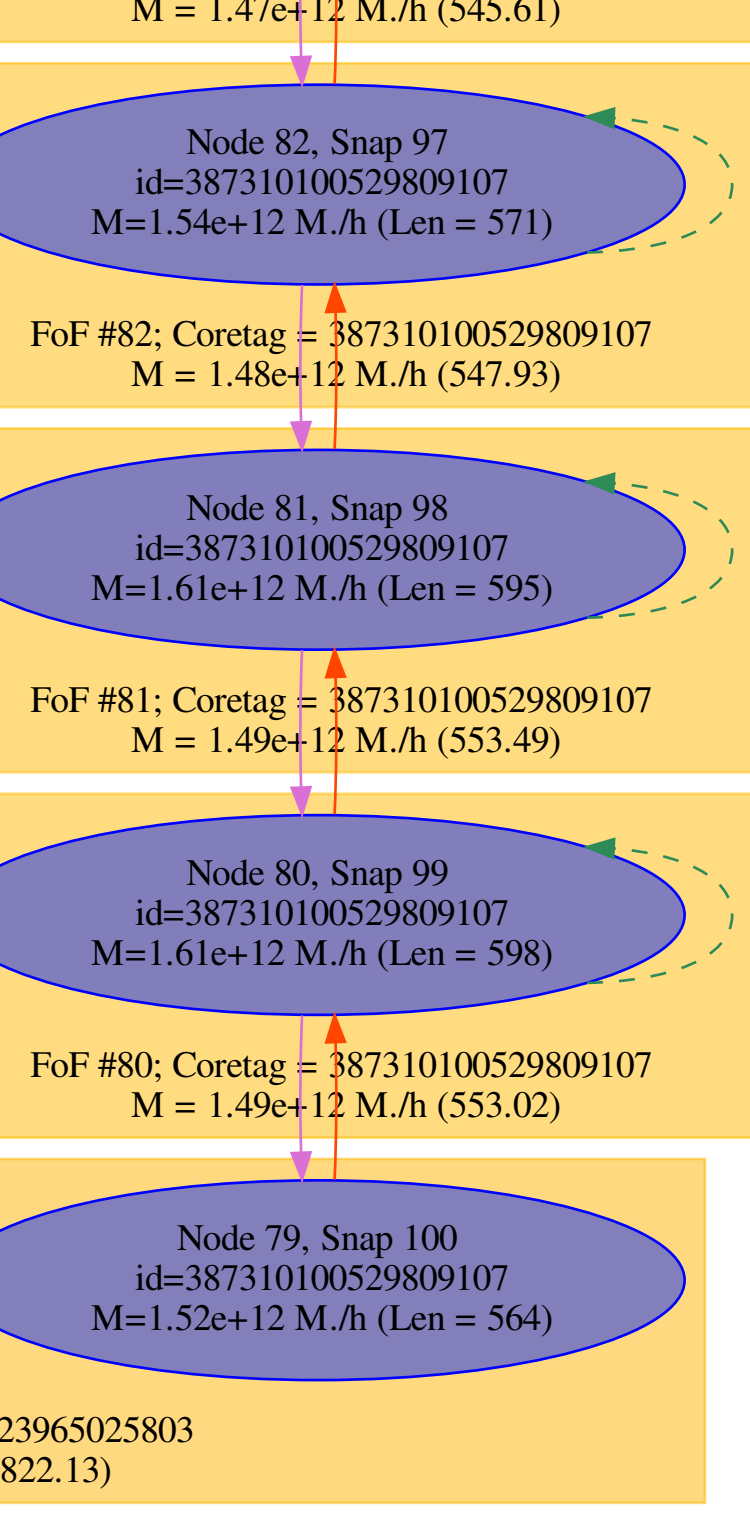 M = 1.47e+12 M./h (545.61)
Node 82, Snap 97
id=387310100529809107
M=1.54e+12 M./h (Len = 571)
FoF #82; Coretag = 387310100529809107
M = 1.48e+12 M./h (547.93)
Node 81, Snap 98
id=387310100529809107
M=1.61e+12 M./h (Len = 595)
FoF #81; Coretag = 387310100529809107
M = 1.49e+12 M./h (553.49)
Node 80, Snap 99
id=387310100529809107
M=1.61e+12 M./h (Len = 598)
FoF #80; Coretag = 387310100529809107
M = 1.49e+12 M./h (553.02)
Node 79, Snap 100
id=387310100529809107
M=1.52e+12 M./h (Len = 564)
23965025803
822.13)